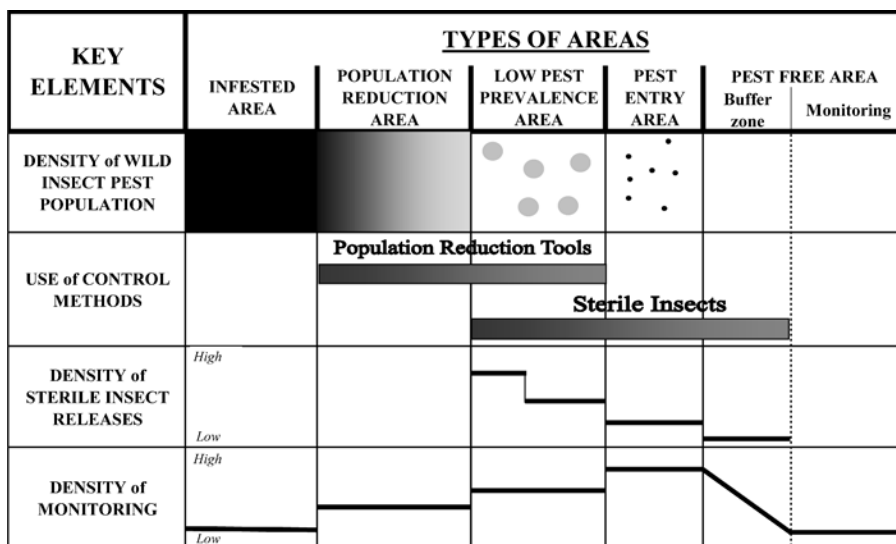 KEY
ELEMENTS
TYPES OF AREAS
INFESTED
AREA
POPULATION
REDUCTION
AREA
LOW PEST
PREVALENCE
AREA
PEST
ENTRY
AREA
PEST FREE AREA
Buffer
zone
Monitoring
DENSITY of WILD
INSECT PEST
POPULATION
USE of CONTROL
METHODS
Population Reduction Tools
Sterile Insects
DENSITY of
STERILE INSECT
RELEASES
High
Low
DENSITY of
MONITORING
High
Low